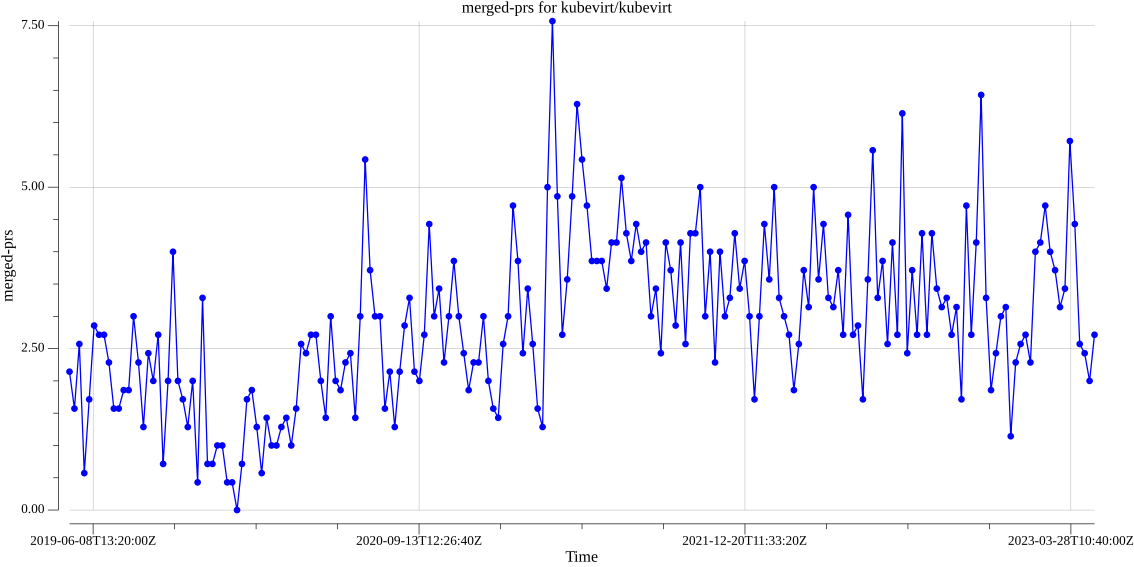 merged-prs for kubevirt/kubevirt
7.50
5.00
merged-prs
2.50
0.00
2019-06-08T13:20:00Z
2020-09-13T12:26:40Z
2021-12-20T11:33:20Z
2023-03-28T10:40:00Z
Time